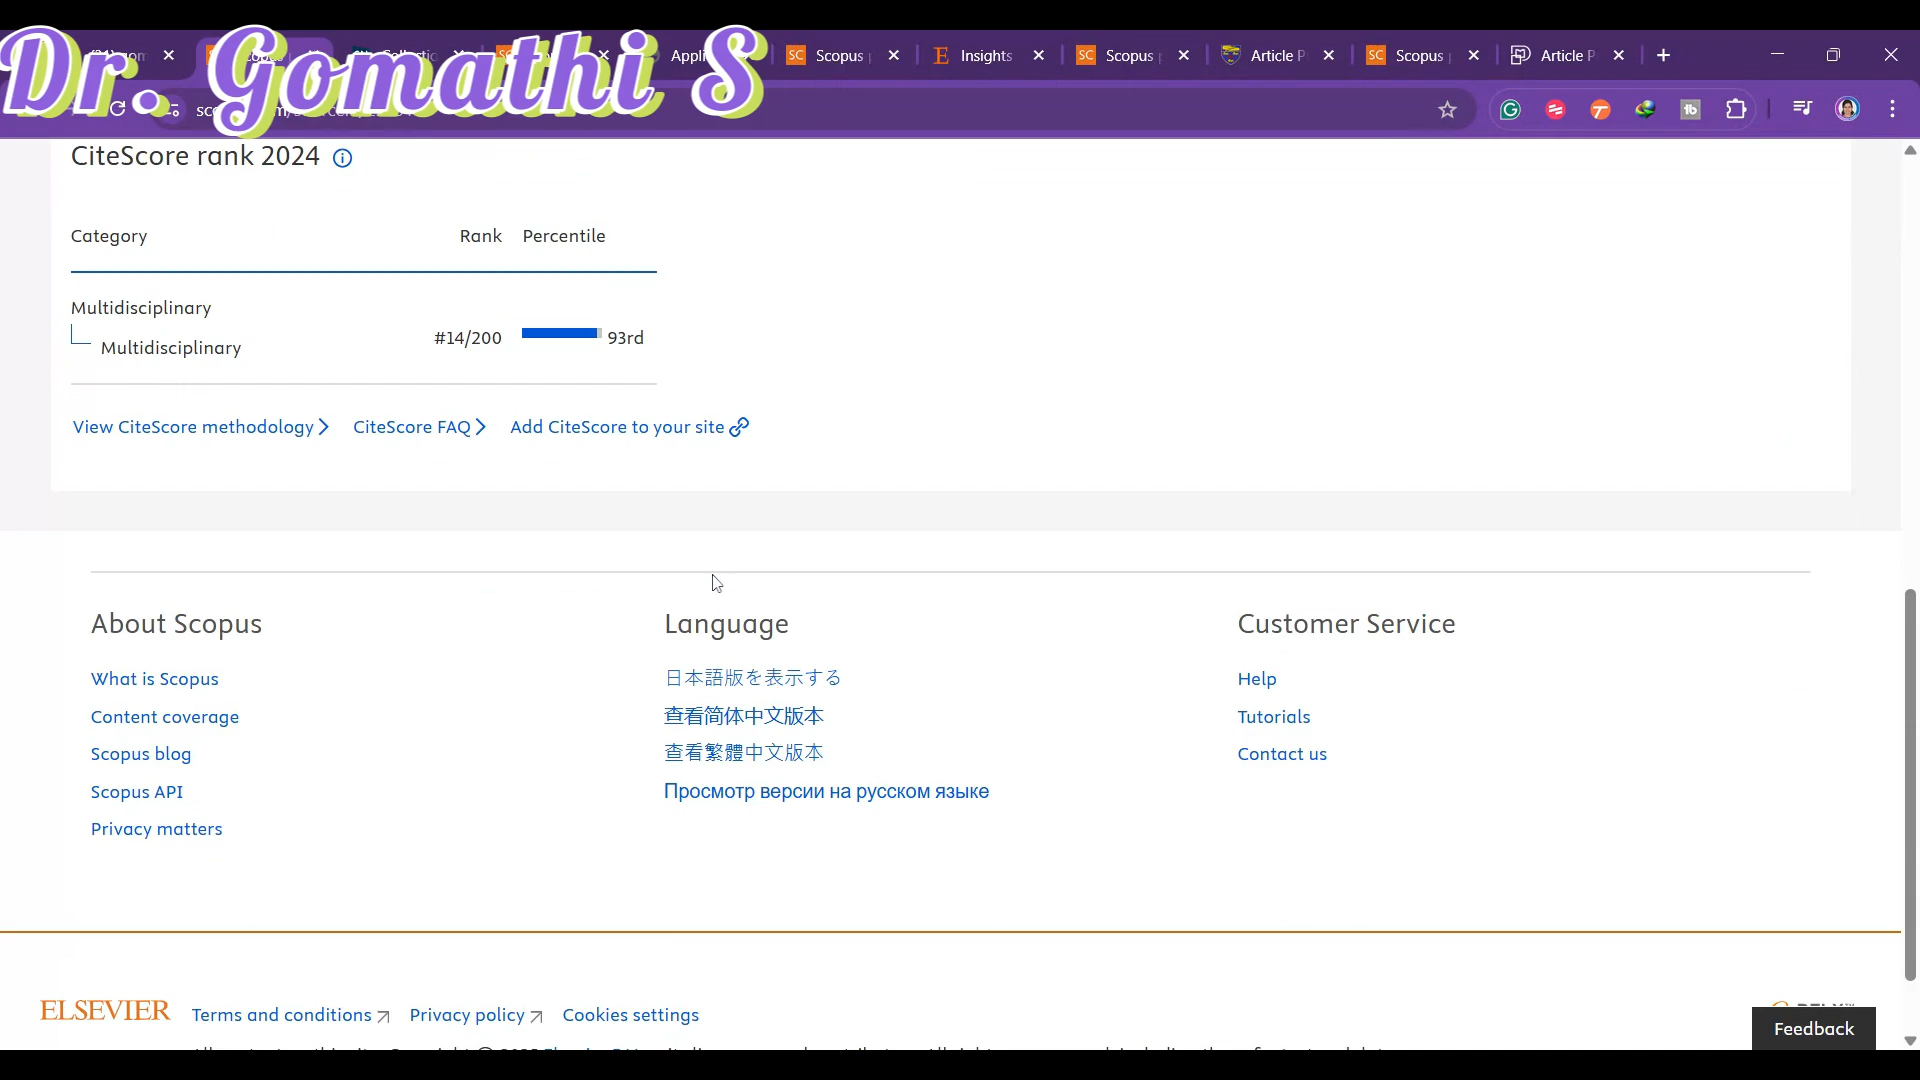 Dr. Gomathi S
Scopus
Insights
Scopus
Article P
Scopus
Article P
CiteScore rank 2024
Category Rank Percentile
Multidisciplinary
Multidisciplinary #14/200 93rd
View CiteScore methodology CiteScore FAQ Add CiteScore to your site
About Scopus
What is Scopus
Content coverage
Scopus blog
Scopus API
Privacy matters
Language
日本語版を表示する
查看简体中文版本
查看繁體中文版本
Просмотр версии на русском языке
Customer Service
Help
Tutorials
Contact us
ELSEVIER Terms and conditions Privacy policy Cookies settings
Feedback